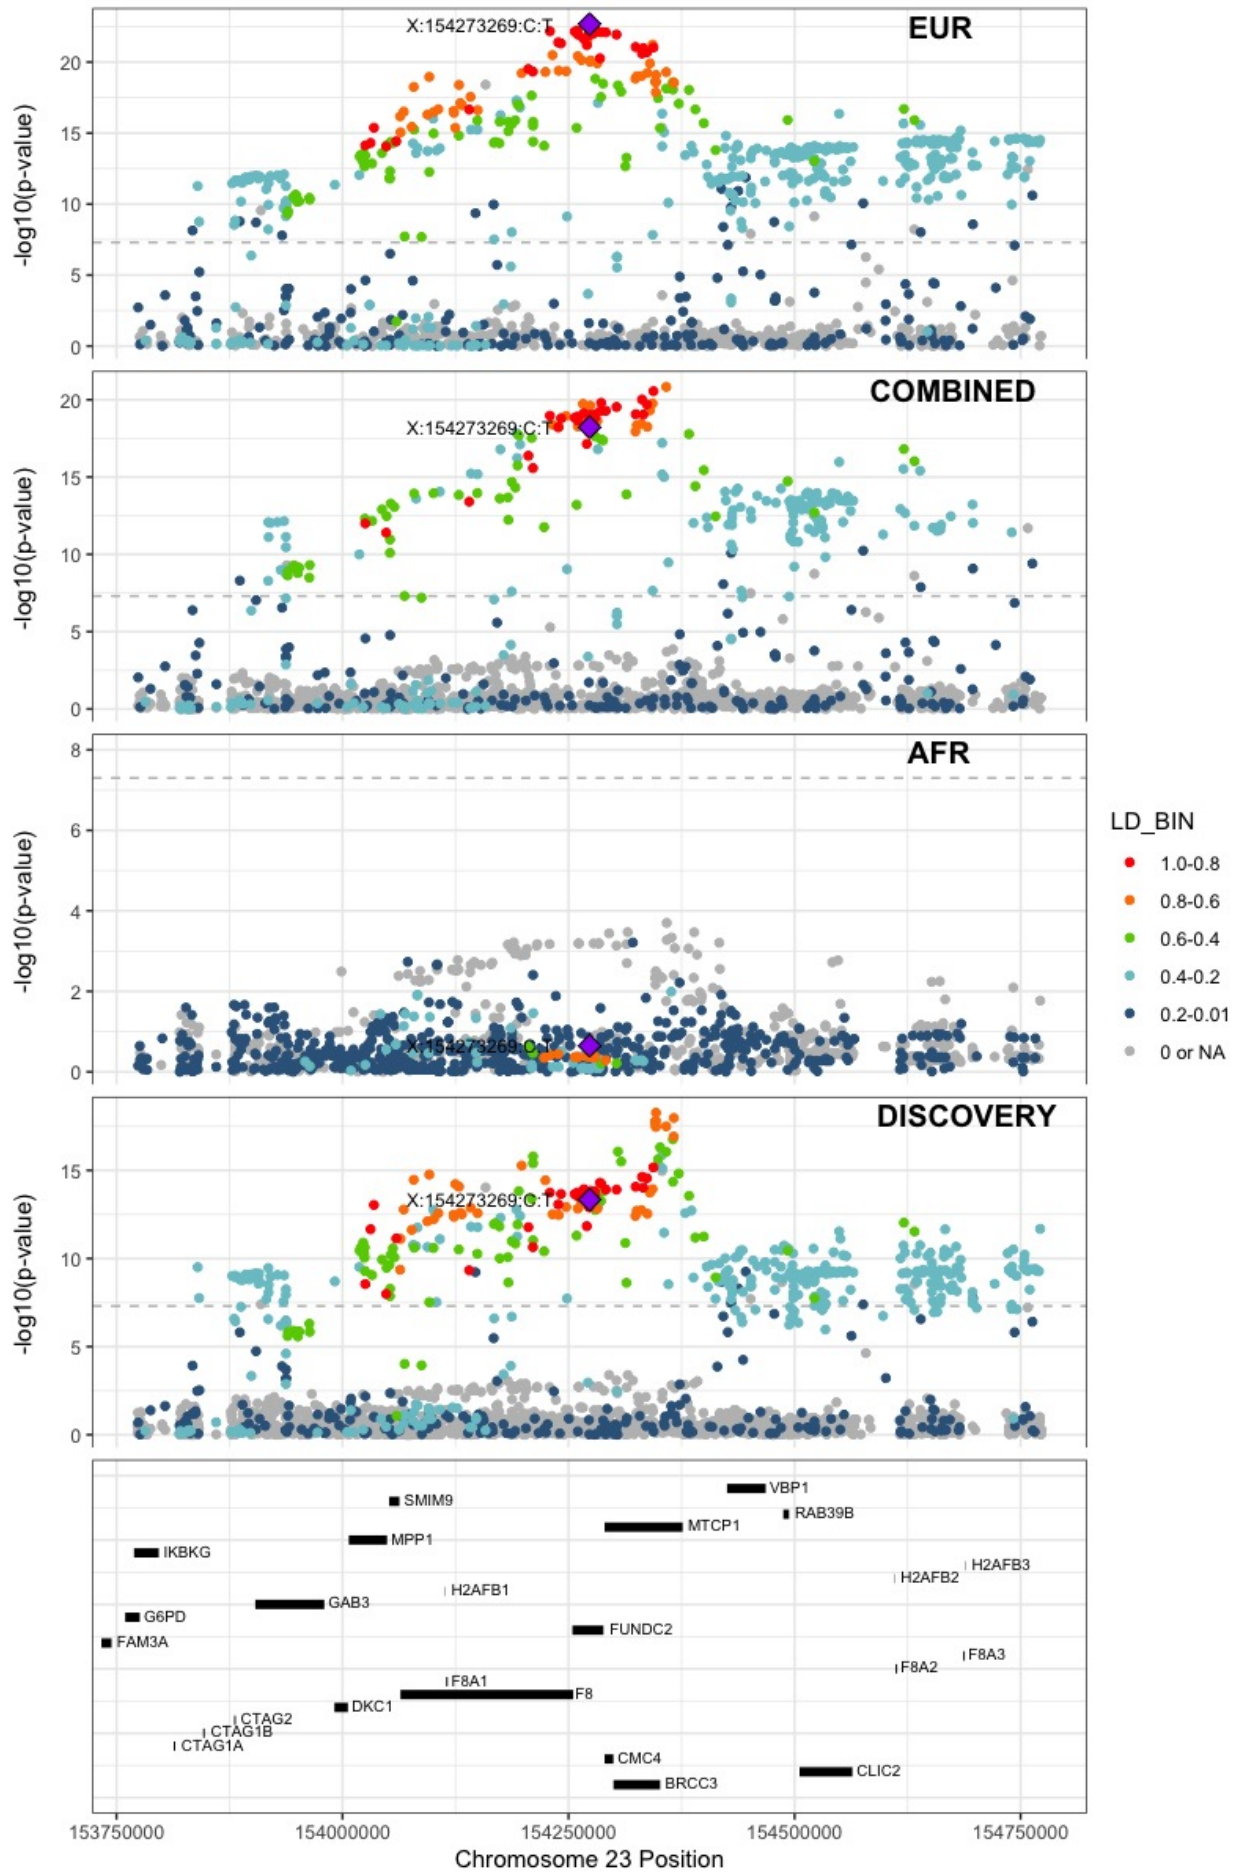 EUR
X:154273269:C:T
-log10(p-value)
20
15
10
5
0
COMBINED
X:154273269:C:T
-log10(p-value)
20
15
10
5
0
AFR
X:154273269:C:T
-log10(p-value)
8
6
4
2
0
LD_BIN
1.0-0.8
0.8-0.6
0.6-0.4
0.4-0.2
0.2-0.01
0 or NA
DISCOVERY
X:154273269:C:T
-log10(p-value)
15
10
5
0
VBP1
SMIM9
RAB39B
MTCP1
MPP1
IKBKG
H2AFB3
H2AFB2
H2AFB1
GAB3
G6PD
FUNDC2
FAM3A
F8A3
F8A2
F8A1
F8
DKC1
CTAG2
CTAG1B
CTAG1A
CMC4
CLIC2
BRCC3
153750000 154000000 154250000 154500000 154750000
Chromosome 23 Position